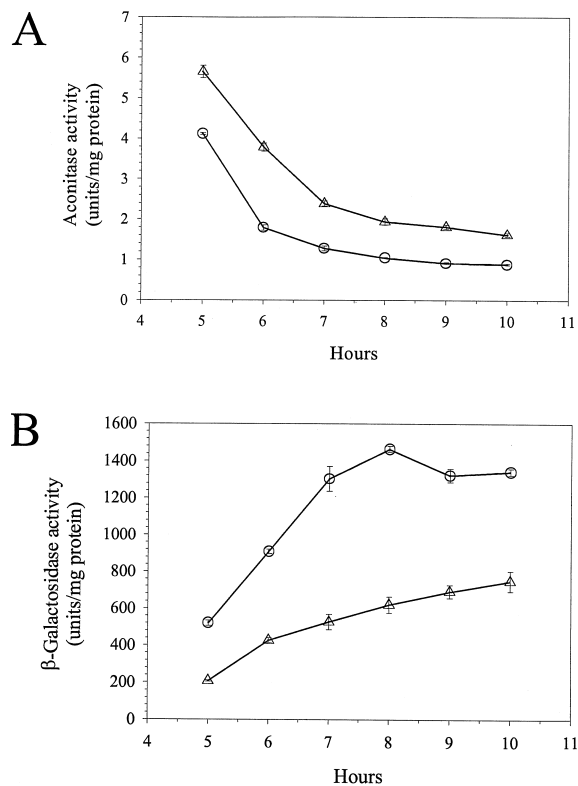 A
7
6
5
4
3
2
1
0
Aconitase activity
(units/mg protein)
4 5 6 7 8 9 10 11
Hours
B
1600
1400
1200
1000
800
600
400
200
0
β-Galactosidase activity
(units/mg protein)
4 5 6 7 8 9 10 11
Hours